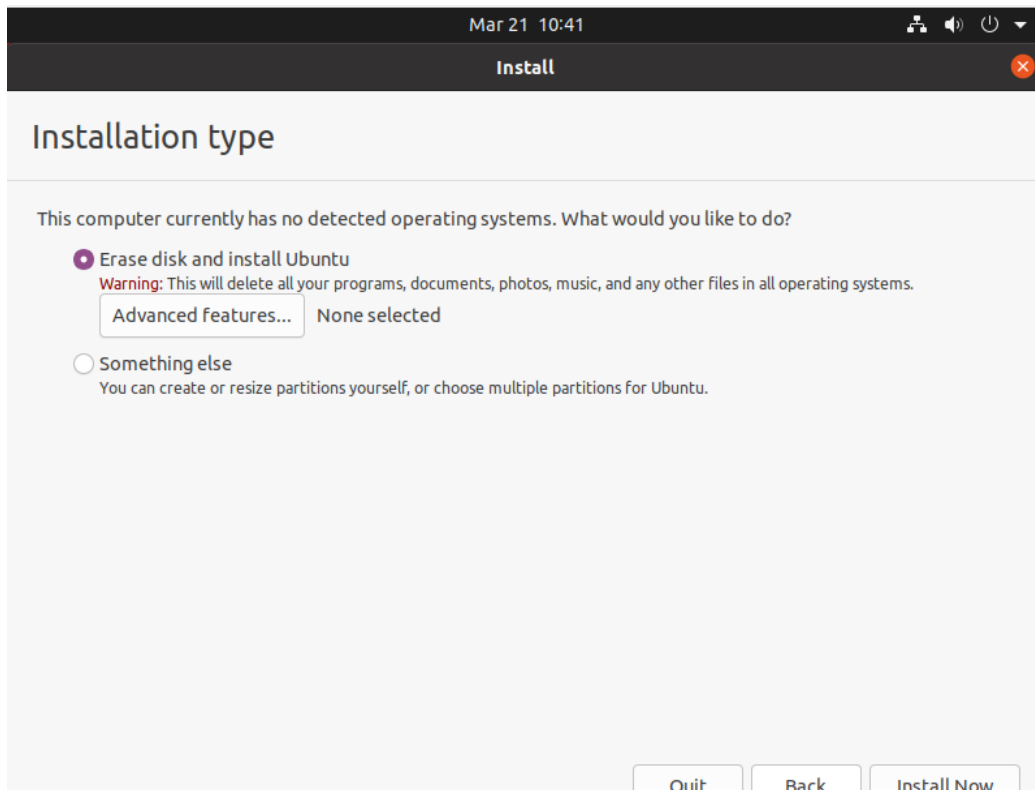 Mar 21 10:41
Install
Installation type
This computer currently has no detected operating systems. What would you like to do?
Erase disk and install Ubuntu
Warning: This will delete all your programs, documents, photos, music, and any other files in all operating systems.
Advanced features... None selected
Something else
You can create or resize partitions yourself, or choose multiple partitions for Ubuntu.
Quit Back Install Now